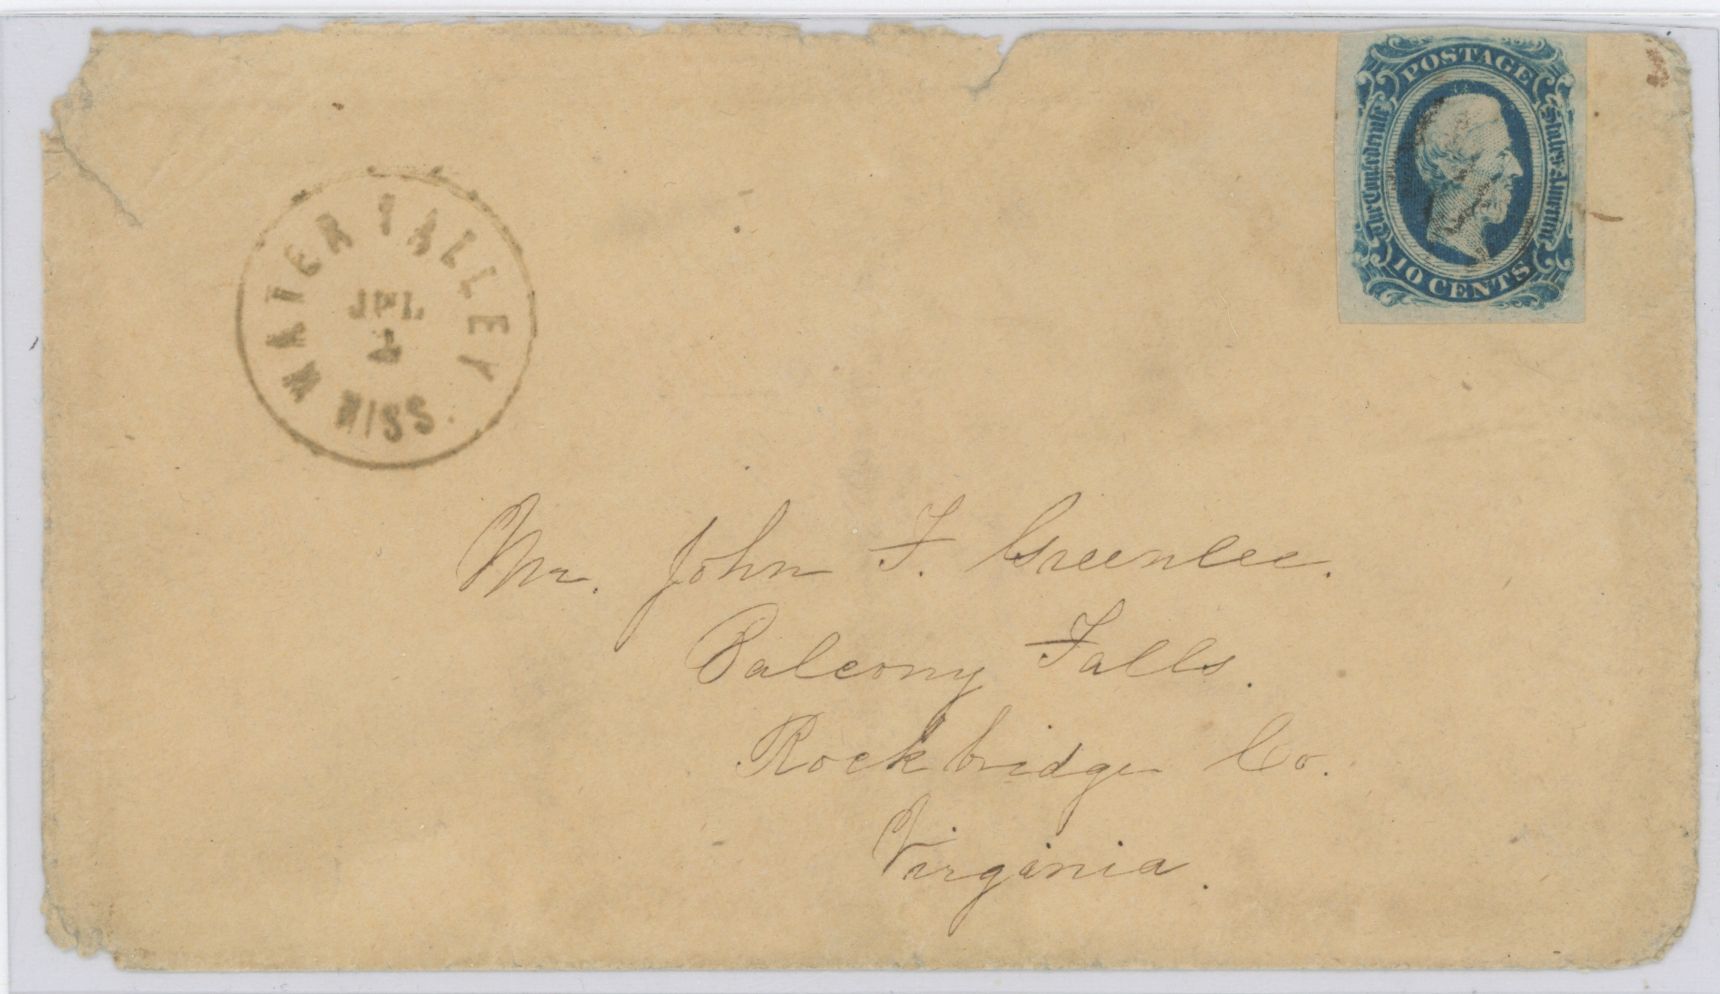 POSTAGE
The Confederate States of America
10 CENTS
WATER VALLEY
JUL
MISS.
Mr. John F. Greenlee.
Balcony Falls.
Rockbridge Co.
Virginia.